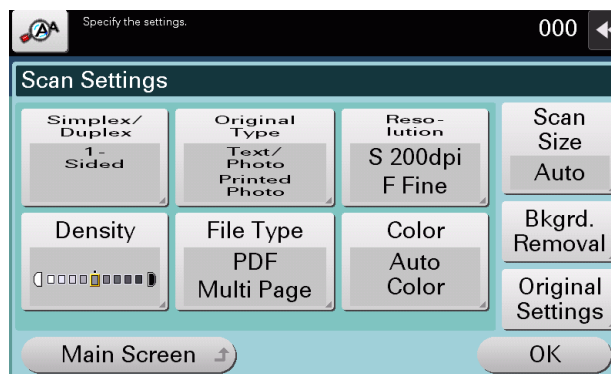 AA
Specify the settings.
000
Scan Settings
Simplex/
Duplex
1-
Sided
Original
Type
Text/
Photo
Printed
Photo
Reso-
lution
S 200dpi
F Fine
Scan
Size
Auto
Density
File Type
PDF
Multi Page
Color
Auto
Color
Bkgrd.
Removal
Original
Settings
Main Screen
OK